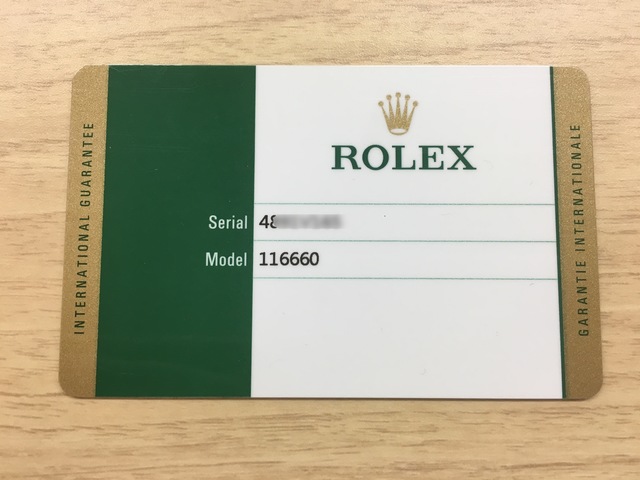 INTERNATIONAL GUARANTEE
ROLEX
Serial 48
Model 116660
GARANTIE INTERNATIONALE